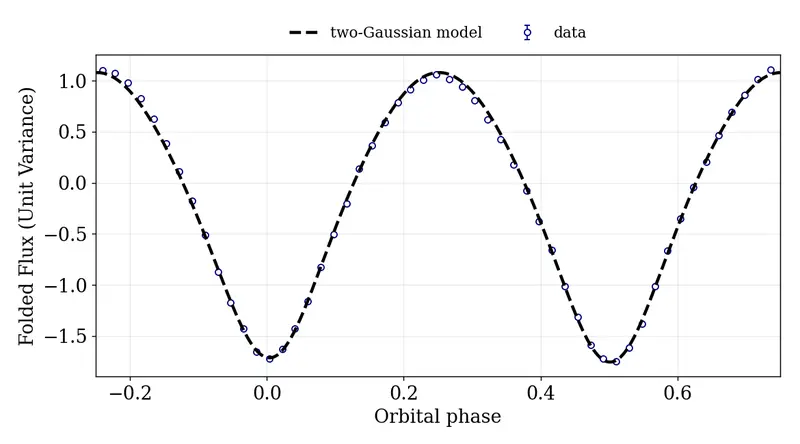 two-Gaussian model data
1.0
0.5
0.0
−0.5
−1.0
−1.5
Folded Flux (Unit Variance)
−0.2 0.0 0.2 0.4 0.6
Orbital phase